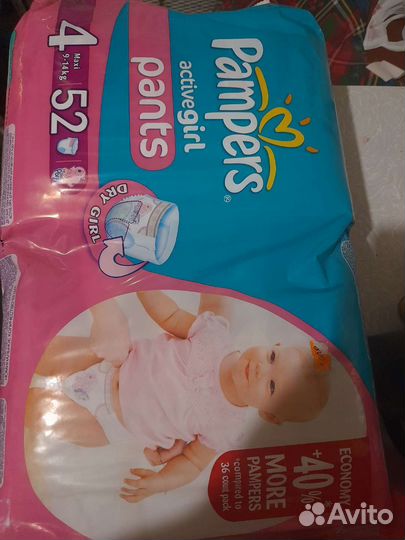 Pampers
activegirl
pants
4
Maxi
9-14kg
52
DRY GIRL
ECONOMY
+40%
MORE
PAMPERS
compared to
36 count pack
Avito